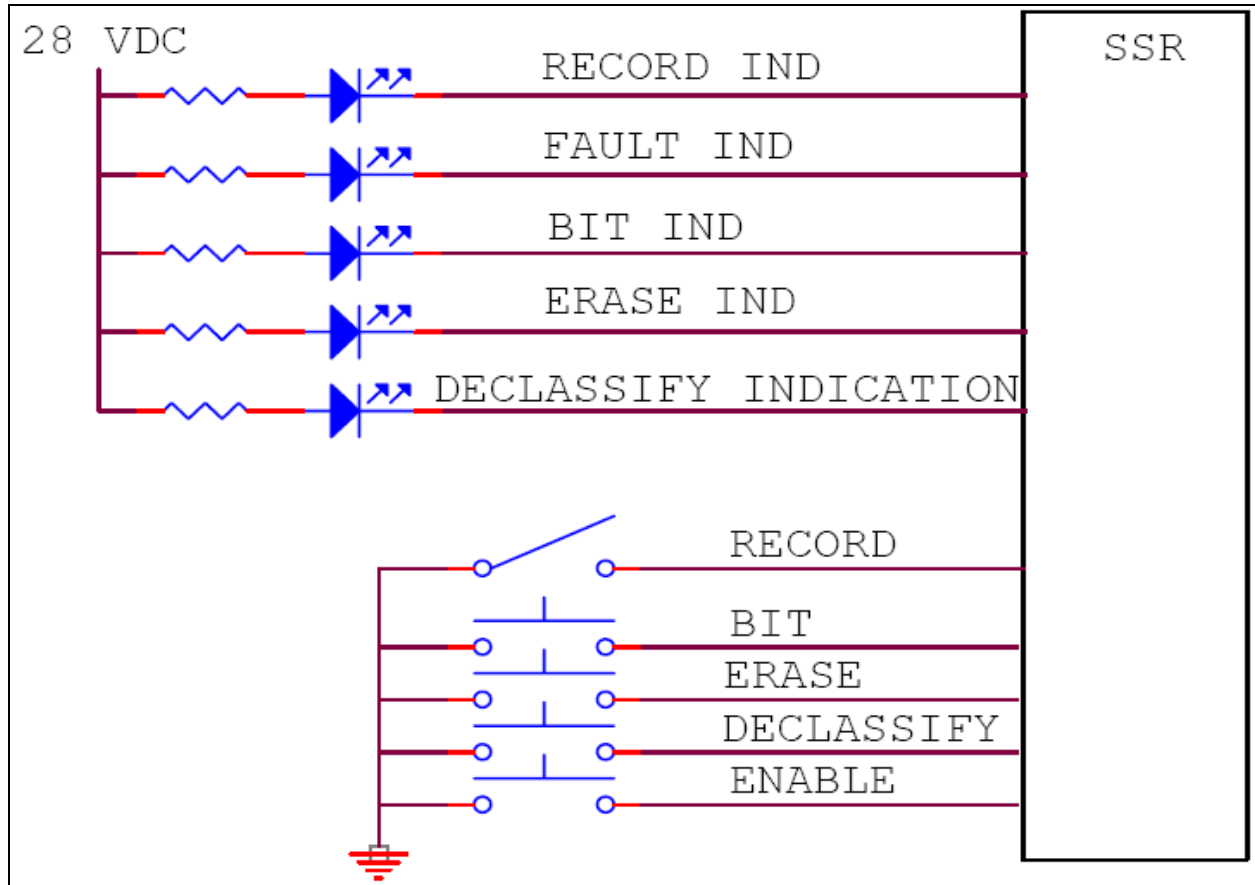 28 VDC
SSR
RECORD IND
FAULT IND
BIT IND
ERASE IND
DECLASSIFY INDICATION
RECORD
BIT
ERASE
DECLASSIFY
ENABLE